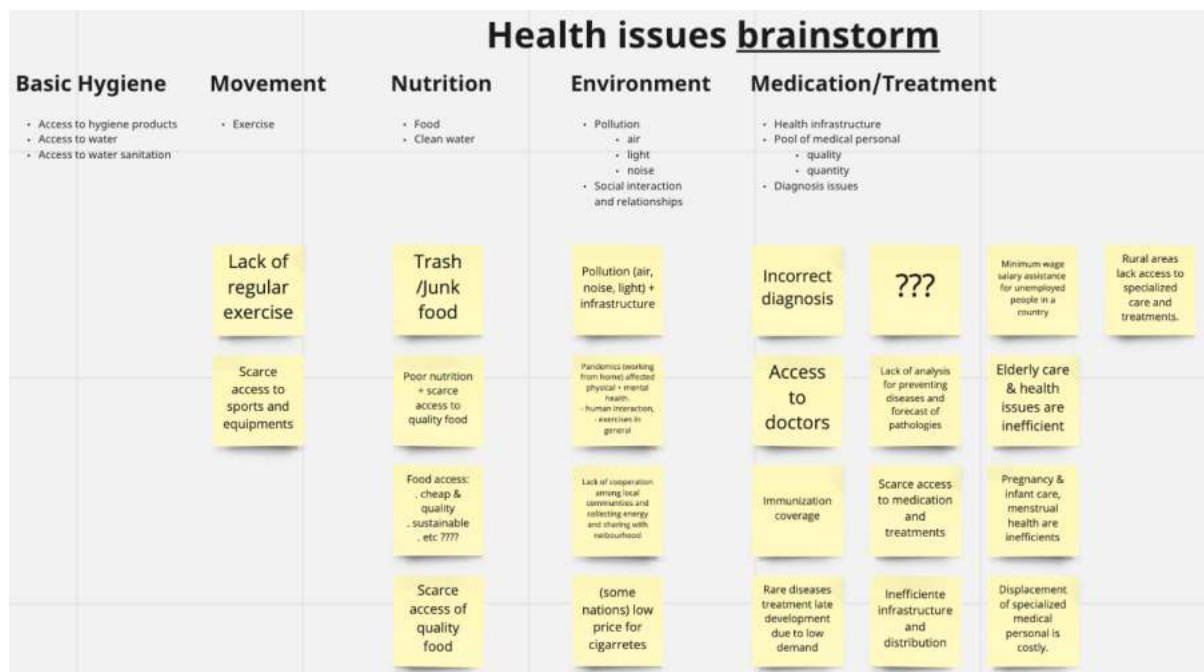 Health issues brainstorm
Basic Hygiene
• Access to hygiene products
• Access to water
• Access to water sanitation
Movement
• Exercise
Nutrition
• Food
• Clean water
Environment
• Pollution
• air
• light
• noise
• Social interaction
and relationships
Medication/Treatment
• Health infrastructure
• Pool of medical personal
• quality
• quantity
• Diagnosis issues
Lack of
regular
exercise
Scarce
access to
sports and
equipments
Trash
/Junk
food
Poor nutrition
+ scarce
access to
quality food
Food access:
. cheap &
quality
. sustainable
. etc ????
Scarce
access of
quality
food
Pollution (air,
noise, light) +
infrastructure
Pandemics (working
from home) affected
physical + mental
health.
- human interaction,
- exercises in
general
Lack of cooperation
among local
communities and
collecting energy
and sharing with
neibourhood
(some
nations) low
price for
cigarretes
Incorrect
diagnosis
Access
to
doctors
Immunization
coverage
Rare diseases
treatment late
development
due to low
demand
???
Lack of analysis
for preventing
diseases and
forecast of
pathologies
Scarce access
to medication
and
treatments
Inefficiente
infrastructure
and
distribution
Minimum wage
salary assistance
for unemployed
people in a
country
Elderly care
& health
issues are
inefficient
Pregnancy &
infant care,
menstrual
health are
inefficients
Displacement
of specialized
medical
personal is
costly.
Rural areas
lack access to
specialized
care and
treatments.